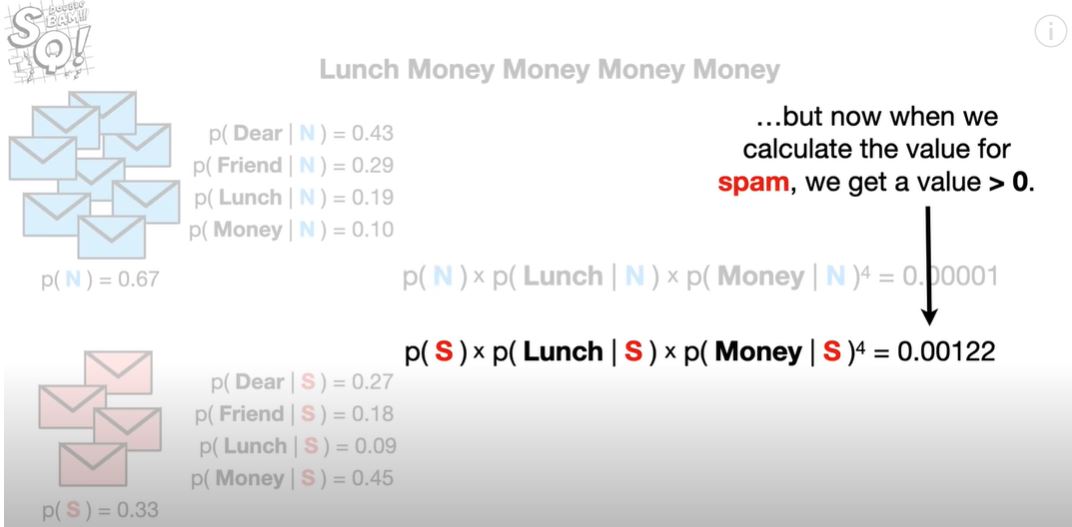 S DOUBLE BAM!!
Q!
i
Lunch Money Money Money Money
...but now when we
calculate the value for
spam, we get a value > 0.
p( Dear | N ) = 0.43
p( Friend | N ) = 0.29
p( Lunch | N ) = 0.19
p( Money | N ) = 0.10
p( N ) = 0.67
p( N ) × p( Lunch | N ) × p( Money | N )⁴ = 0.00001
p( S ) × p( Lunch | S ) × p( Money | S )⁴ = 0.00122
p( Dear | S ) = 0.27
p( Friend | S ) = 0.18
p( Lunch | S ) = 0.09
p( Money | S ) = 0.45
p( S ) = 0.33